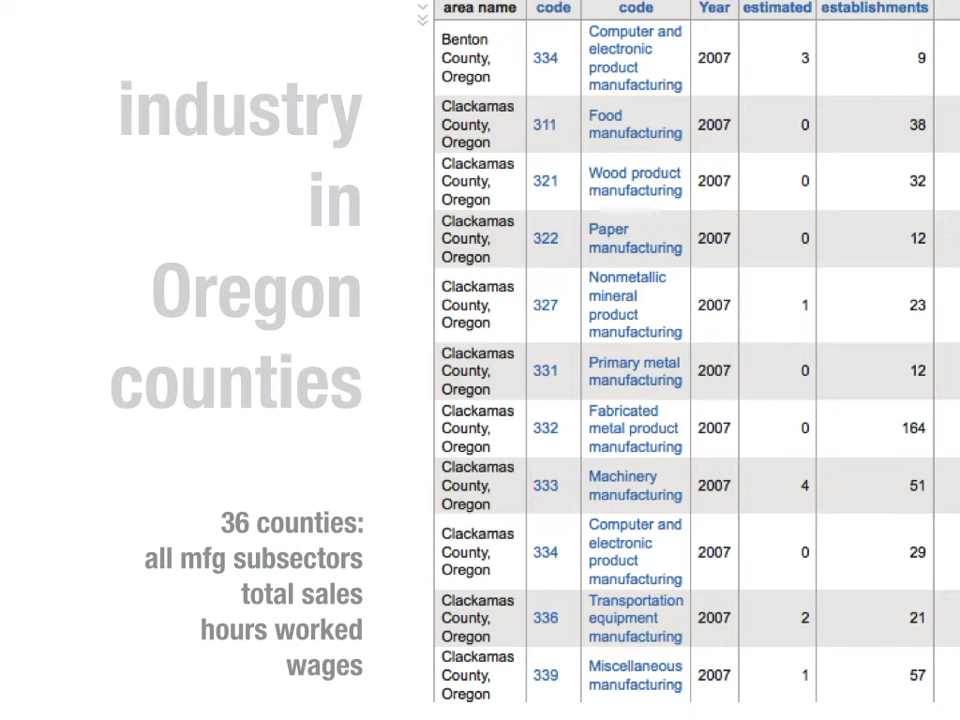 industry
in
Oregon
counties
36 counties:
all mfg subsectors
total sales
hours worked
wages
area name code code Year estimated establishments
Benton County, Oregon 334 Computer and electronic product manufacturing 2007 3 9
Clackamas County, Oregon 311 Food manufacturing 2007 0 38
Clackamas County, Oregon 321 Wood product manufacturing 2007 0 32
Clackamas County, Oregon 322 Paper manufacturing 2007 0 12
Clackamas County, Oregon 327 Nonmetallic mineral product manufacturing 2007 1 23
Clackamas County, Oregon 331 Primary metal manufacturing 2007 0 12
Clackamas County, Oregon 332 Fabricated metal product manufacturing 2007 0 164
Clackamas County, Oregon 333 Machinery manufacturing 2007 4 51
Clackamas County, Oregon 334 Computer and electronic product manufacturing 2007 0 29
Clackamas County, Oregon 336 Transportation equipment manufacturing 2007 2 21
Clackamas County, Oregon 339 Miscellaneous manufacturing 2007 1 57